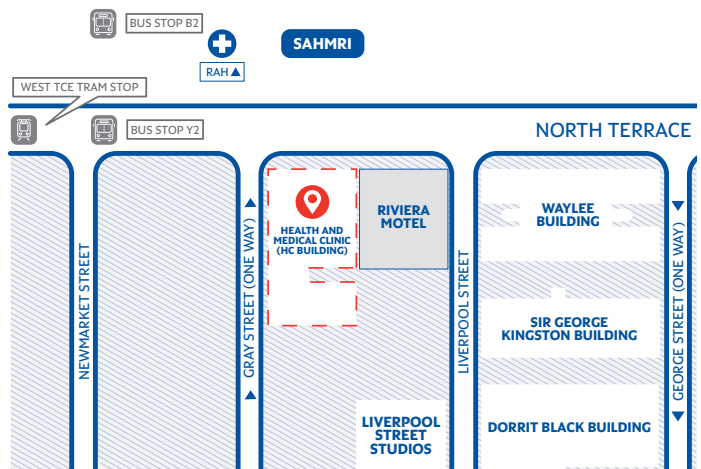 BUS STOP B2
SAHMRI
RAH▲
WEST TCE TRAM STOP
BUS STOP Y2
NORTH TERRACE
NEWMARKET STREET
GRAY STREET (ONE WAY)
HEALTH AND
MEDICAL CLINIC
(HC BUILDING)
RIVIERA
MOTEL
LIVERPOOL STREET
WAYLEE
BUILDING
SIR GEORGE
KINGSTON BUILDING
GEORGE STREET (ONE WAY)
LIVERPOOL
STREET
STUDIOS
DORRIT BLACK BUILDING